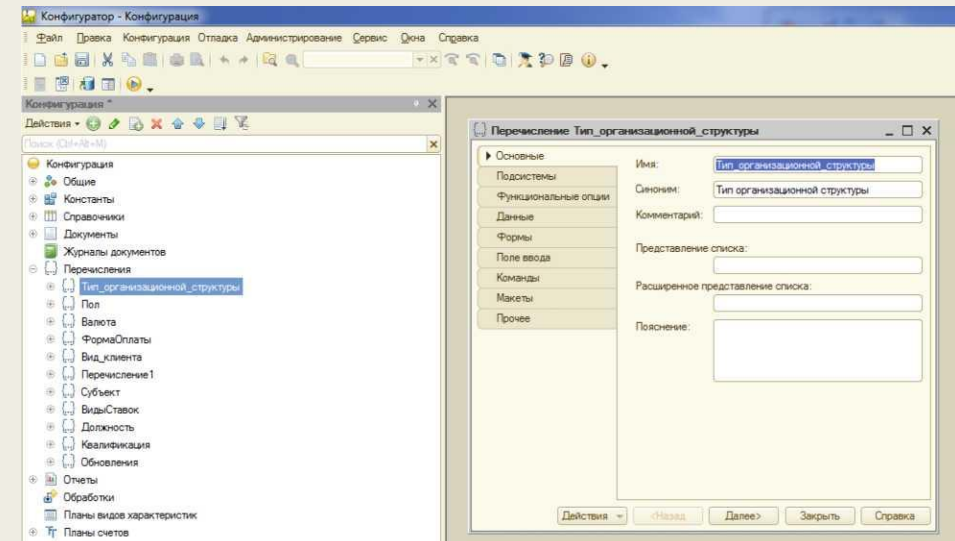 Конфигуратор - Конфигурация
Файл Правка Конфигурация Отладка Администрирование Сервис Окна Справка
Конфигурация *
Действия
Поиск (Ctrl+Alt+M)
Конфигурация
Общие
Константы
Справочники
Документы
Журналы документов
Перечисления
Тип_организационной_структуры
Пол
Валюта
ФормаОплаты
Вид_клиента
Перечисление1
Субъект
ВидыСтавок
Должность
Квалификация
Обновления
Отчеты
Обработки
Планы видов характеристик
Планы счетов
Перечисление Тип_организационной_структуры
Основные
Подсистемы
Функциональные опции
Данные
Формы
Поле ввода
Команды
Макеты
Прочее
Имя: Тип_организационной_структуры
Синоним: Тип организационной структуры
Комментарий:
Представление списка:
Расширенное представление списка:
Пояснение:
Действия <Назад Далее> Закрыть Справка